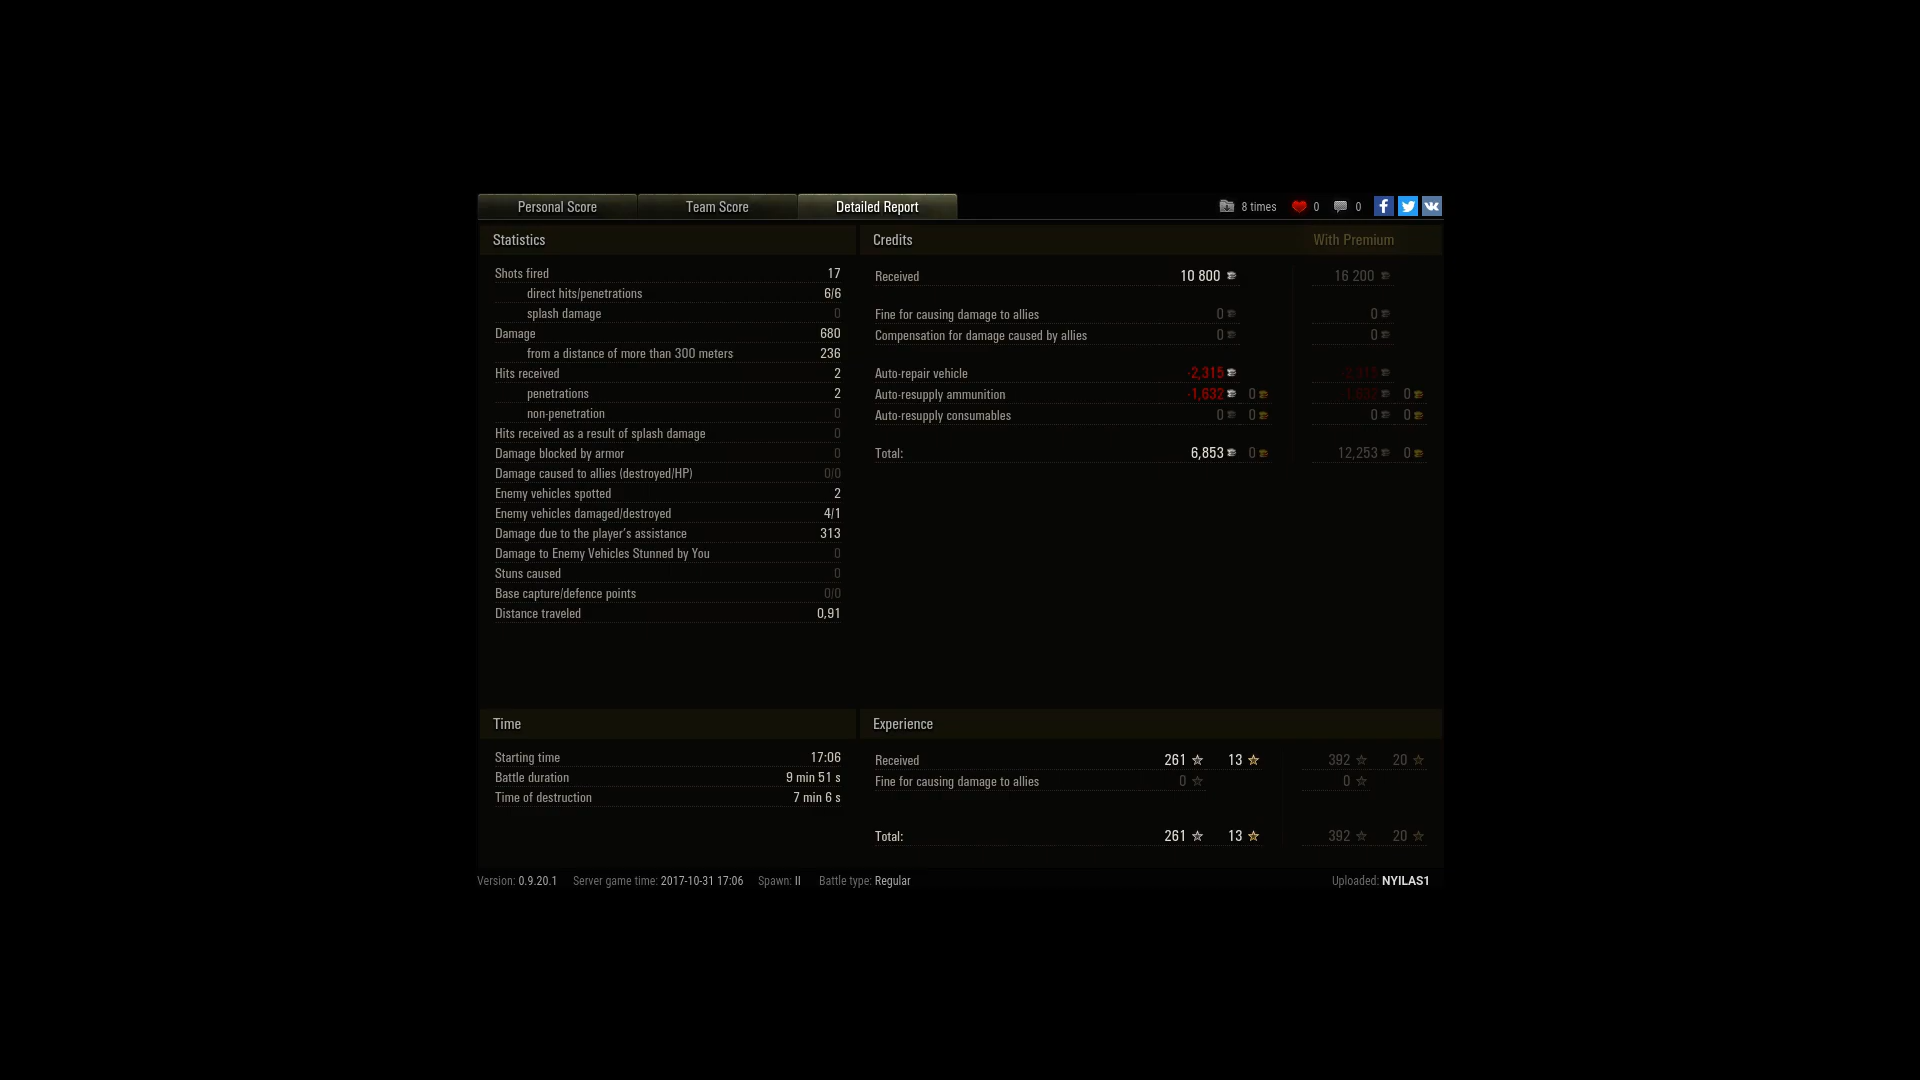 Personal Score Team Score Detailed Report 8 times 0 0
Statistics
Shots fired 17
direct hits/penetrations 6/6
splash damage 0
Damage 680
from a distance of more than 300 meters 236
Hits received 2
penetrations 2
non-penetration 0
Hits received as a result of splash damage 0
Damage blocked by armor 0
Damage caused to allies (destroyed/HP) 0/0
Enemy vehicles spotted 2
Enemy vehicles damaged/destroyed 4/1
Damage due to the player's assistance 313
Damage to Enemy Vehicles Stunned by You 0
Stuns caused 0
Base capture/defence points 0/0
Distance traveled 0,91
Credits With Premium
Received 10 800 16 200
Fine for causing damage to allies 0 0
Compensation for damage caused by allies 0 0
Auto-repair vehicle -2,315 -2,315
Auto-resupply ammunition -1,632 0 -1,632 0
Auto-resupply consumables 0 0 0 0
Total: 6,853 0 12,253 0
Time
Starting time 17:06
Battle duration 9 min 51 s
Time of destruction 7 min 6 s
Experience
Received 261 13 392 20
Fine for causing damage to allies 0 0
Total: 261 13 392 20
Version: 0.9.20.1 Server game time: 2017-10-31 17:06 Spawn: II Battle type: Regular Uploaded: NYILAS1